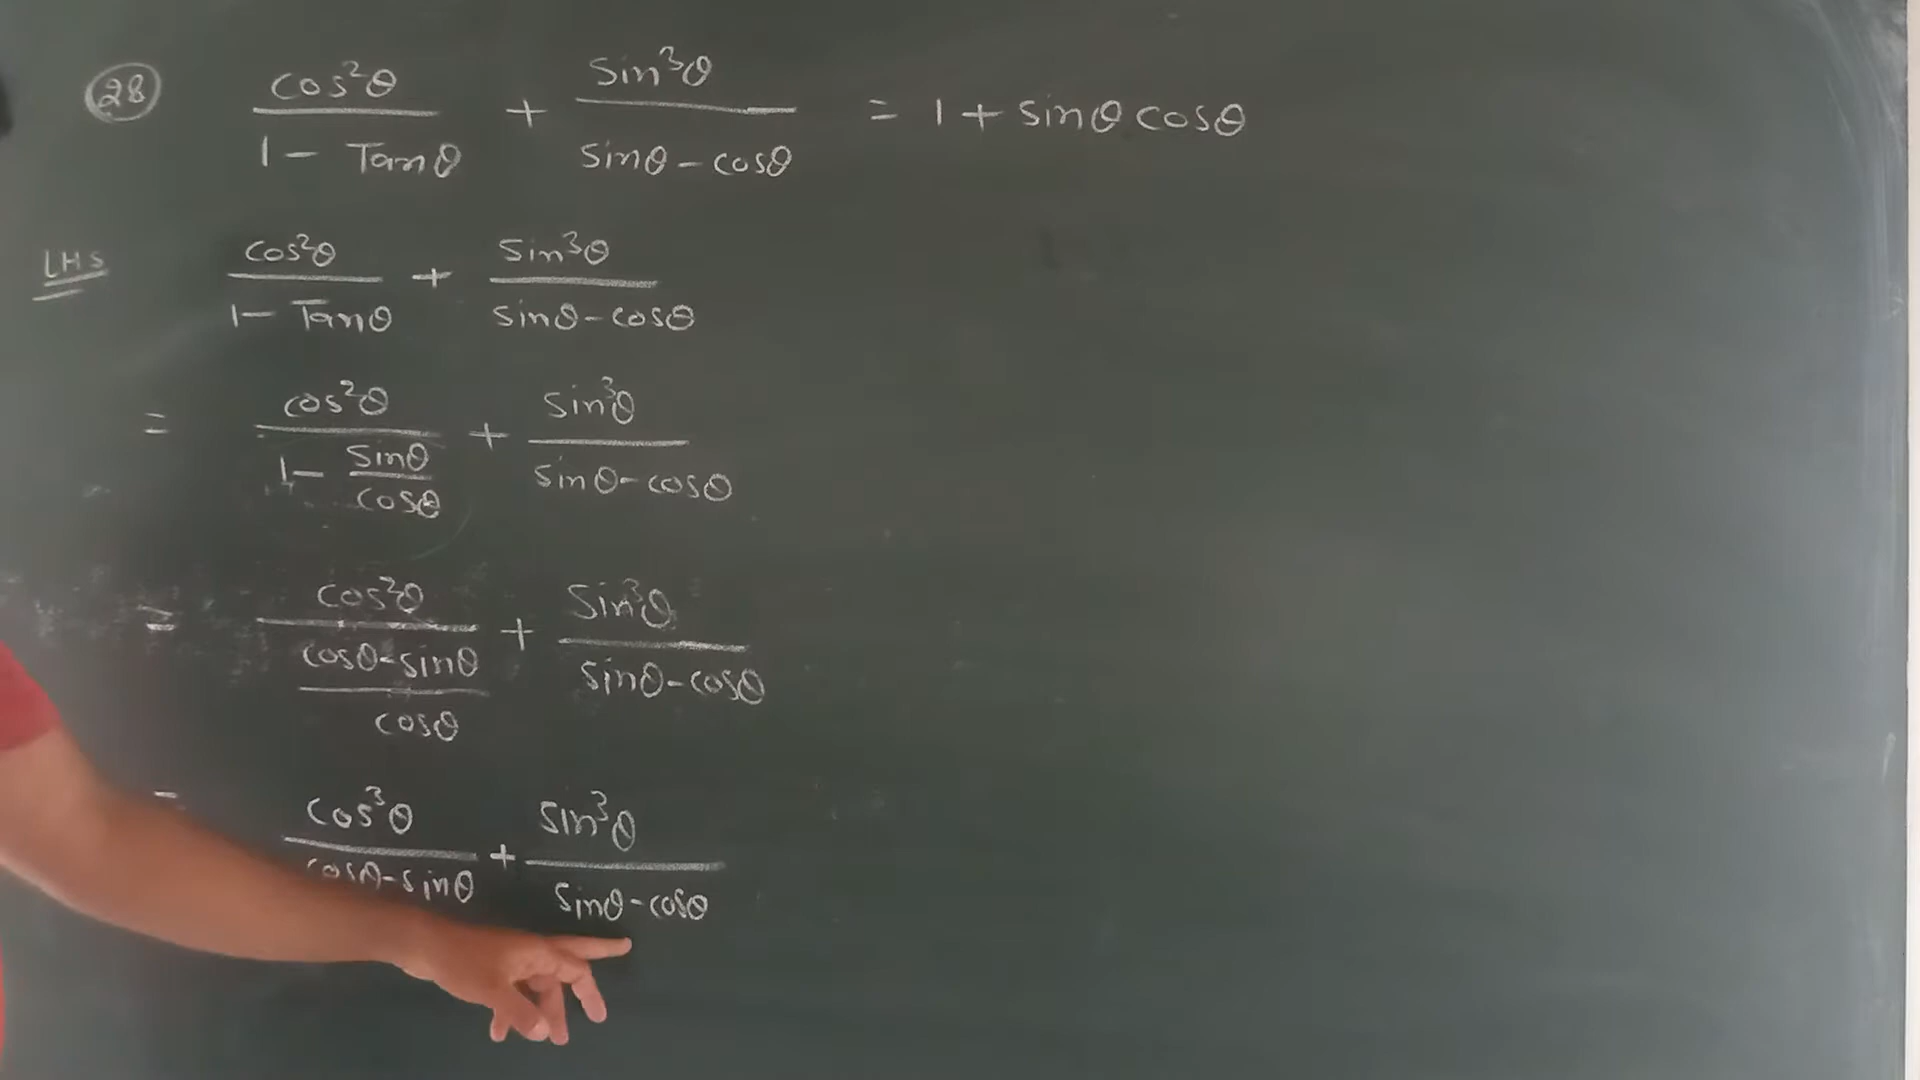 28 cos²θ / 1 - Tanθ + Sin³θ / Sinθ - cosθ = 1 + Sinθ cosθ
LHS cos²θ / 1 - Tanθ + Sin³θ / Sinθ - cosθ
= cos²θ / 1 - Sinθ / cosθ + Sin³θ / Sinθ - cosθ
= cos²θ / cosθ - sinθ / cosθ + Sin³θ / Sinθ - cosθ
= cos³θ / cosθ - sinθ + Sin³θ / Sinθ - cosθ